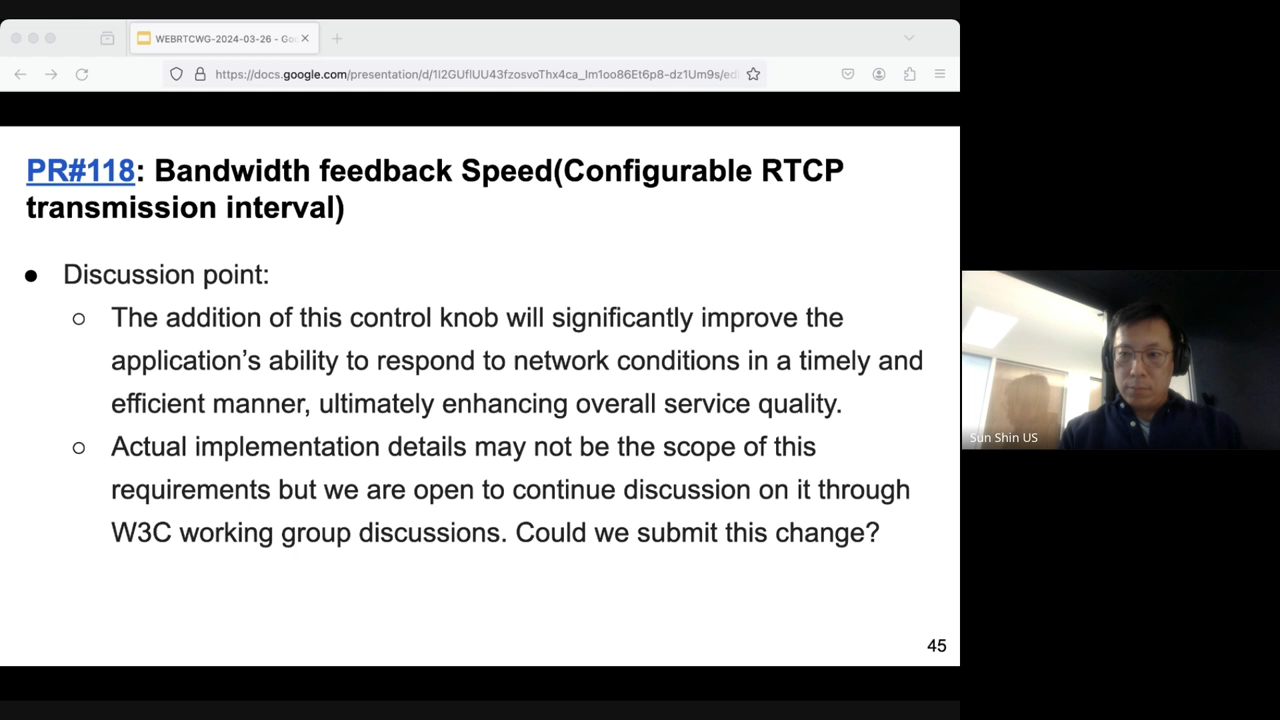 WEBRTCWG-2024-03-26 - Goo
https://docs.google.com/presentation/d/1I2GUfIUU43fzosvoThx4ca_Im1oo86Et6p8-dz1Um9s/edi
PR#118: Bandwidth feedback Speed(Configurable RTCP
transmission interval)
● Discussion point:
○ The addition of this control knob will significantly improve the
application’s ability to respond to network conditions in a timely and
efficient manner, ultimately enhancing overall service quality.
○ Actual implementation details may not be the scope of this
requirements but we are open to continue discussion on it through
W3C working group discussions. Could we submit this change?
45
Sun Shin US